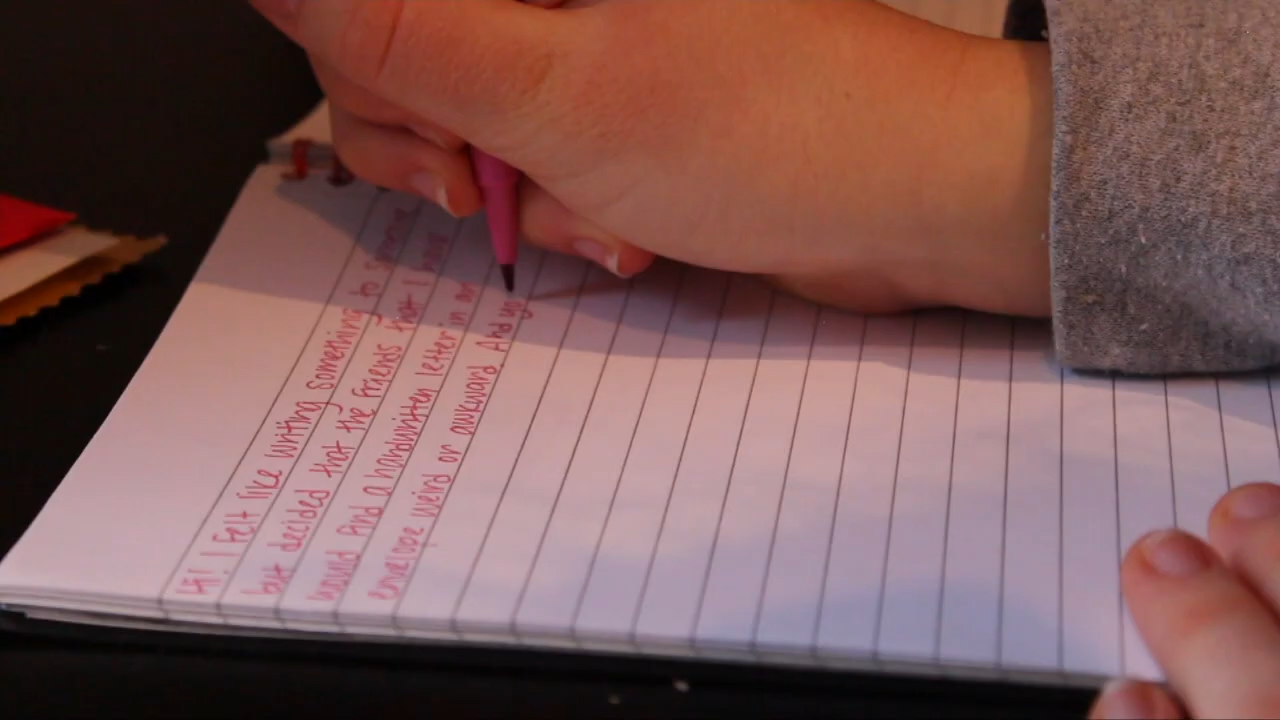 Hi! I felt like writing something to someone
but decided that the friends that I have
would find a handwritten letter in an
envelope weird or awkward. And yo